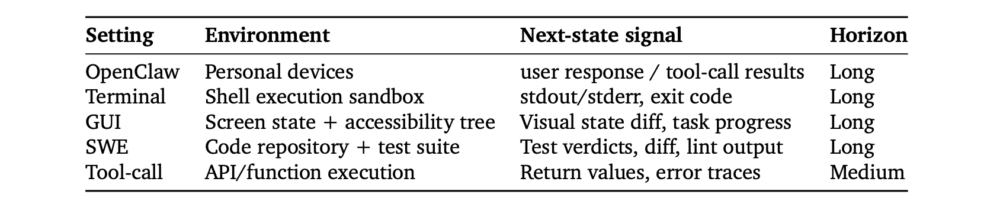 Setting Environment Next-state signal Horizon
OpenClaw Personal devices user response / tool-call results Long
Terminal Shell execution sandbox stdout/stderr, exit code Long
GUI Screen state + accessibility tree Visual state diff, task progress Long
SWE Code repository + test suite Test verdicts, diff, lint output Long
Tool-call API/function execution Return values, error traces Medium